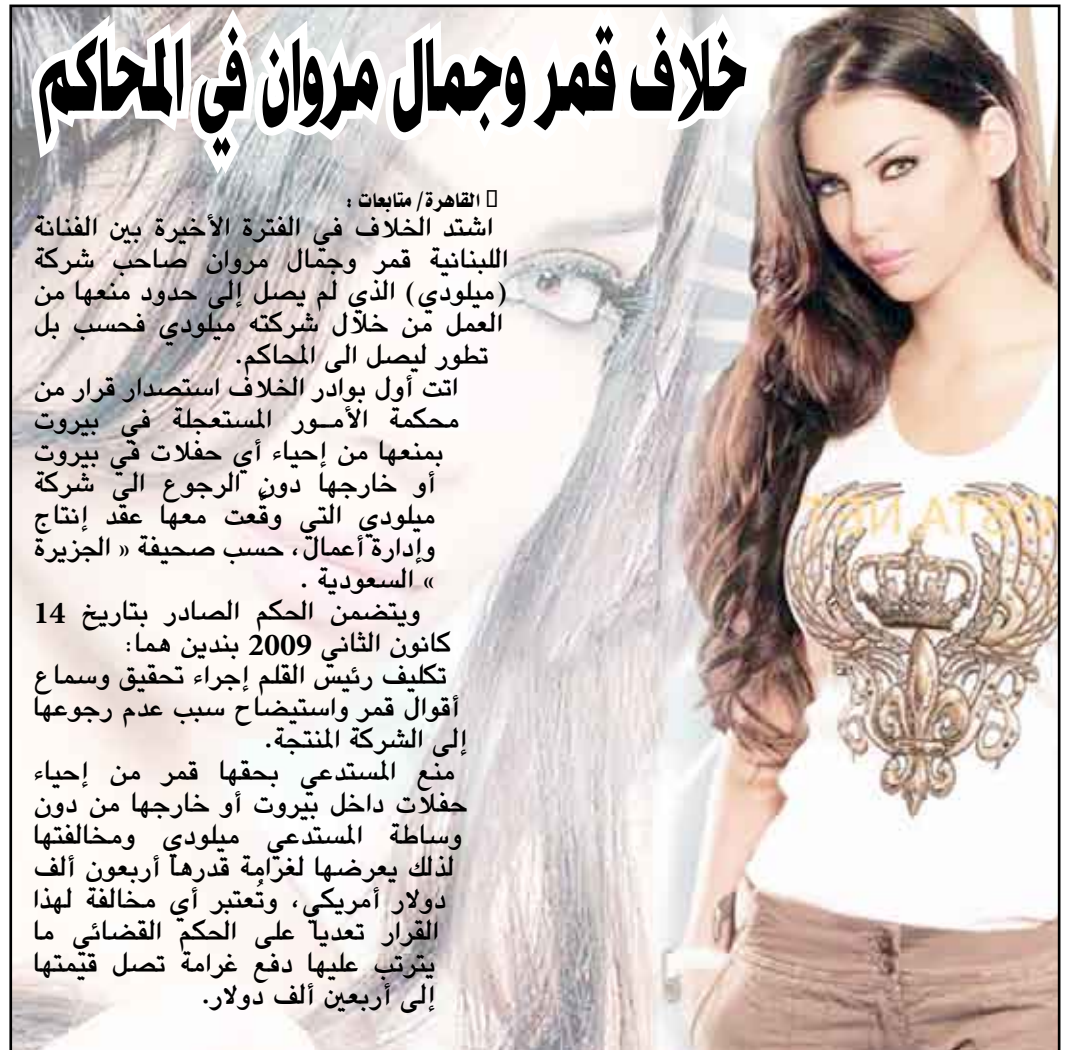 خلاف قمر وجمال مروان في المحاكم
القاهرة/ متابعات :
اشتد الخلاف في الفترة الأخيرة بين الفنانة
اللبنانية قمر وجمال مروان صاحب شركة
(ميلودي) الذي لم يصل إلى حدود منعها من
العمل من خلال شركته ميلودي فحسب بل
تطور ليصل الى المحاكم.
اتت أول بوادر الخلاف استصدار قرار من
محكمة الأمــور المستعجلة في بيروت
بمنعها من إحياء أي حفلات في بيروت
أو خارجها دون الرجوع الى شركة
ميلودي التي وقَّعت معها عقد إنتاج
وإدارة أعمال، حسب صحيفة « الجزيرة
» السعودية .
ويتضمن الحكم الصادر بتاريخ 14
كانون الثاني 2009 بندين هما:
تكليف رئيس القلم إجراء تحقيق وسماع
أقوال قمر واستيضاح سبب عدم رجوعها
إلى الشركة المنتجة.
منع المستدعي بحقها قمر من إحياء
حفلات داخل بيروت أو خارجها من دون
وساطة المستدعي ميلودي ومخالفتها
لذلك يعرضها لغرامة قدرها أربعون ألف
دولار أمريكي، وتُعتبر أي مخالفة لهذا
القرار تعدياً على الحكم القضائي ما
يترتب عليها دفع غرامة تصل قيمتها
إلى أربعين ألف دولار.